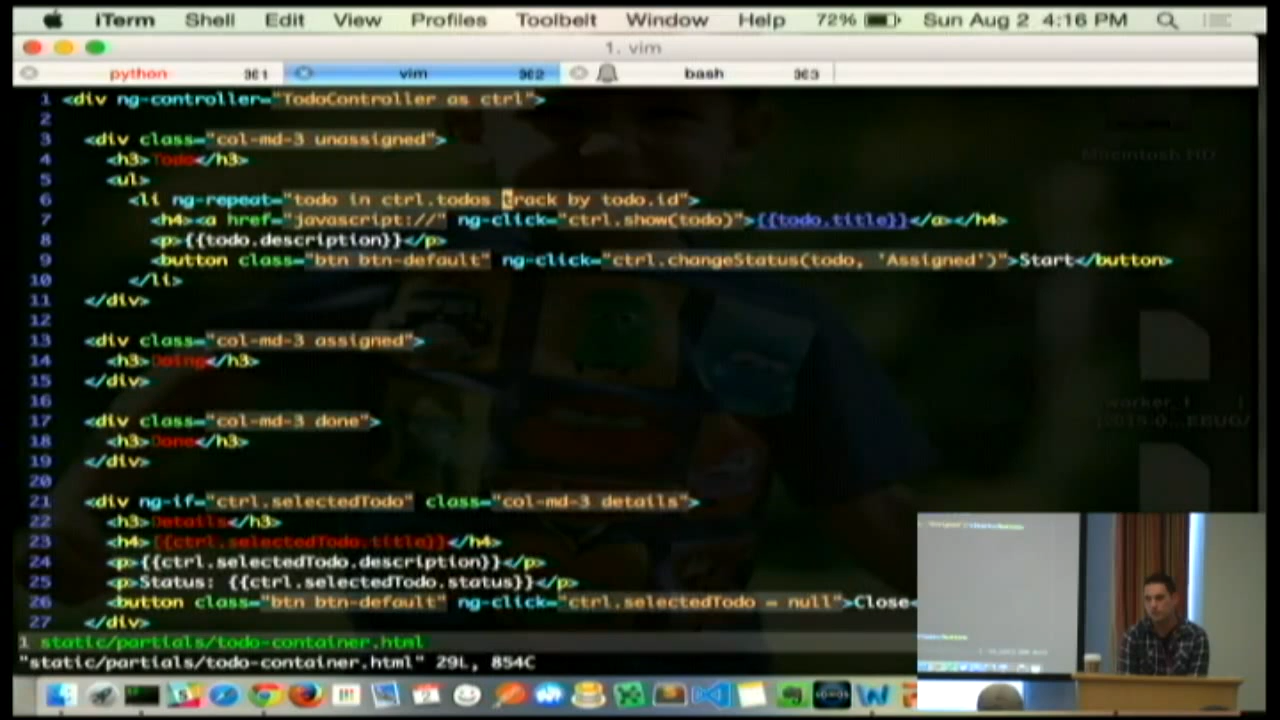 iTerm Shell Edit View Profiles Toolbelt Window Help 72% Sun Aug 2 4:16 PM
1. vim
python ⌘1 vim ⌘2 bash ⌘3
1 <div ng-controller="TodoController as ctrl">
2
3 <div class="col-md-3 unassigned">
4 <h3>Todo</h3>
5 <ul>
6 <li ng-repeat="todo in ctrl.todos track by todo.id">
7 <h4><a href="javascript://" ng-click="ctrl.show(todo)">{{todo.title}}</a></h4>
8 <p>{{todo.description}}</p>
9 <button class="btn btn-default" ng-click="ctrl.changeStatus(todo, 'Assigned')">Start</button>
10 </li>
11 </div>
12
13 <div class="col-md-3 assigned">
14 <h3>Doing</h3>
15 </div>
16
17 <div class="col-md-3 done">
18 <h3>Done</h3>
19 </div>
20
21 <div ng-if="ctrl.selectedTodo" class="col-md-3 details">
22 <h3>Details</h3>
23 <h4>{{ctrl.selectedTodo.title}}</h4>
24 <p>{{ctrl.selectedTodo.description}}</p>
25 <p>Status: {{ctrl.selectedTodo.status}}</p>
26 <button class="btn btn-default" ng-click="ctrl.selectedTodo = null">Close<
27 </div>
1 static/partials/todo-container.html
"static/partials/todo-container.html" 29L, 854C
Macintosh HD